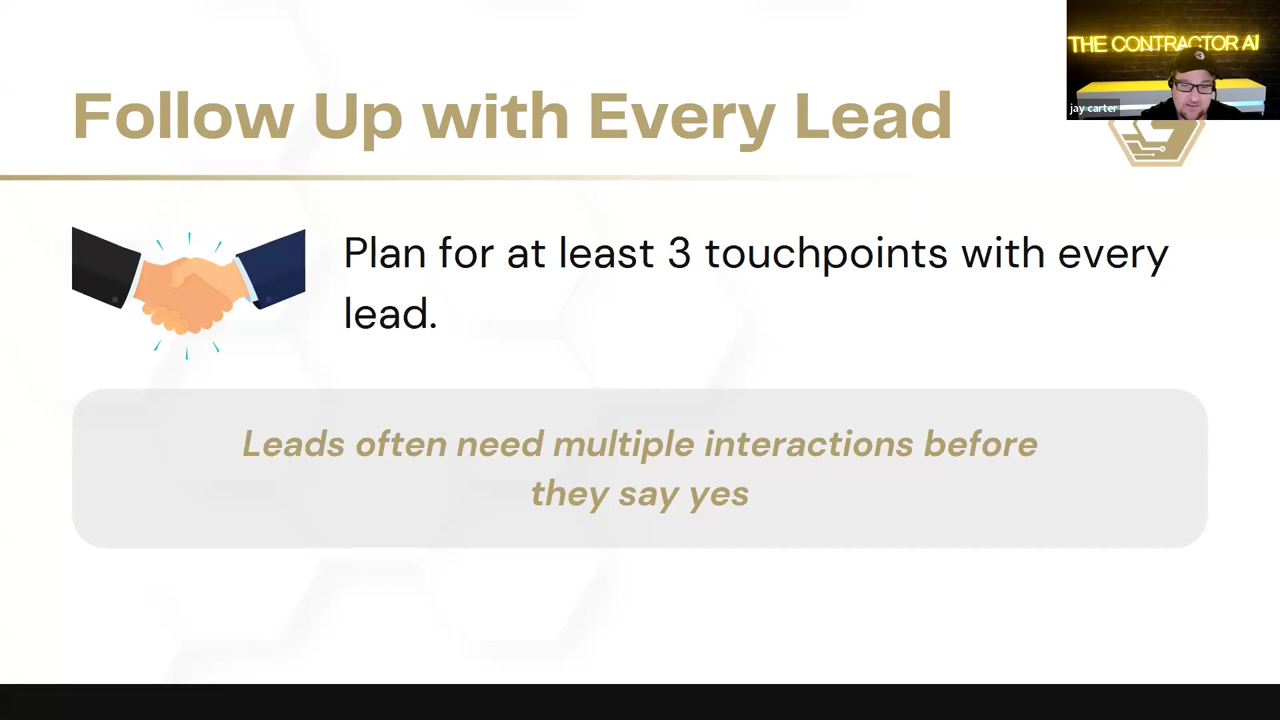 THE CONTRACTOR AI
jay carter
Follow Up with Every Lead
Plan for at least 3 touchpoints with every
lead.
Leads often need multiple interactions before
they say yes